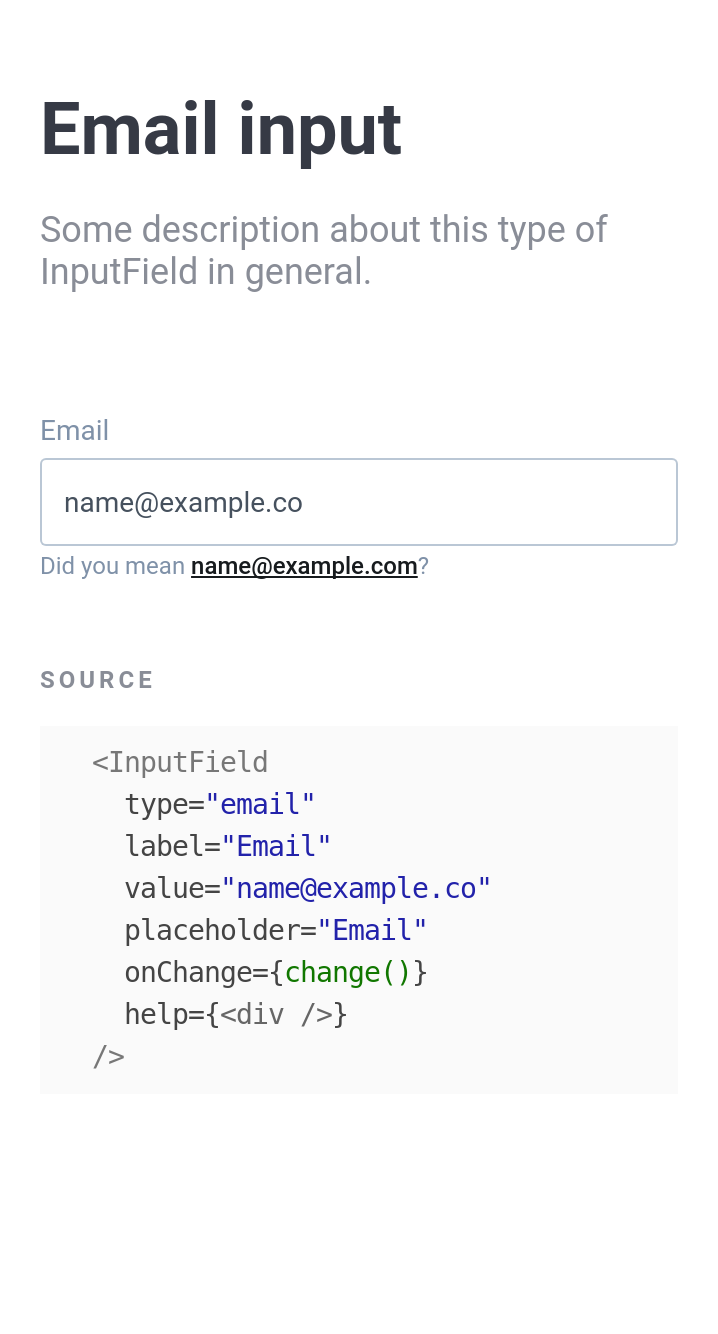 Email input
Some description about this type of
InputField in general.
Email
name@example.co
Did you mean name@example.com?
SOURCE
<InputField
  type="email"
  label="Email"
  value="name@example.co"
  placeholder="Email"
  onChange={change()}
  help={<div />}
/>